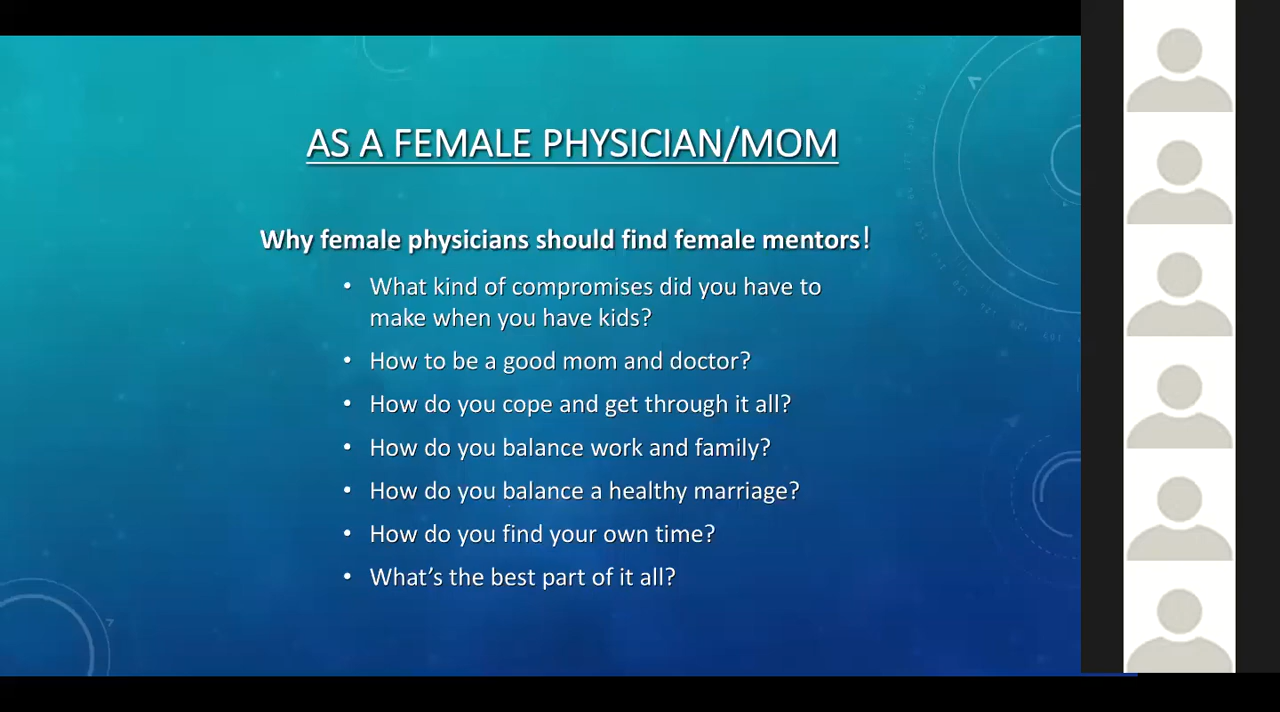 AS A FEMALE PHYSICIAN/MOM
Why female physicians should find female mentors!
• What kind of compromises did you have to
make when you have kids?
• How to be a good mom and doctor?
• How do you cope and get through it all?
• How do you balance work and family?
• How do you balance a healthy marriage?
• How do you find your own time?
• What’s the best part of it all?